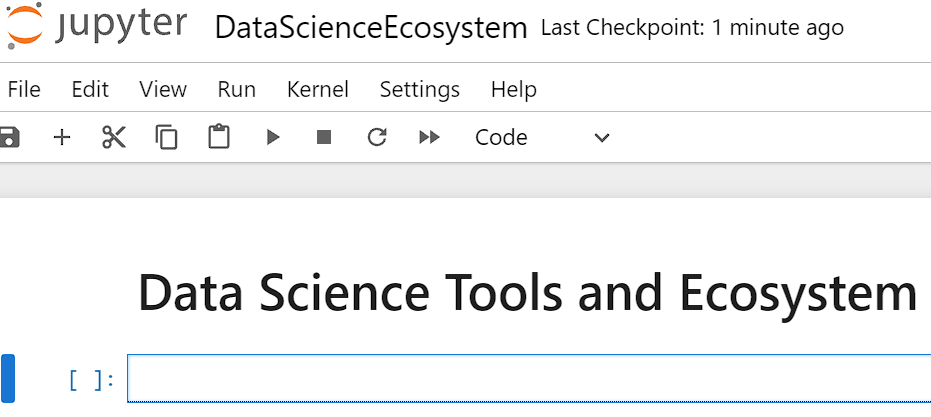 jupyter DataScienceEcosystem Last Checkpoint: 1 minute ago
File Edit View Run Kernel Settings Help
Code
Data Science Tools and Ecosystem
[ ]: